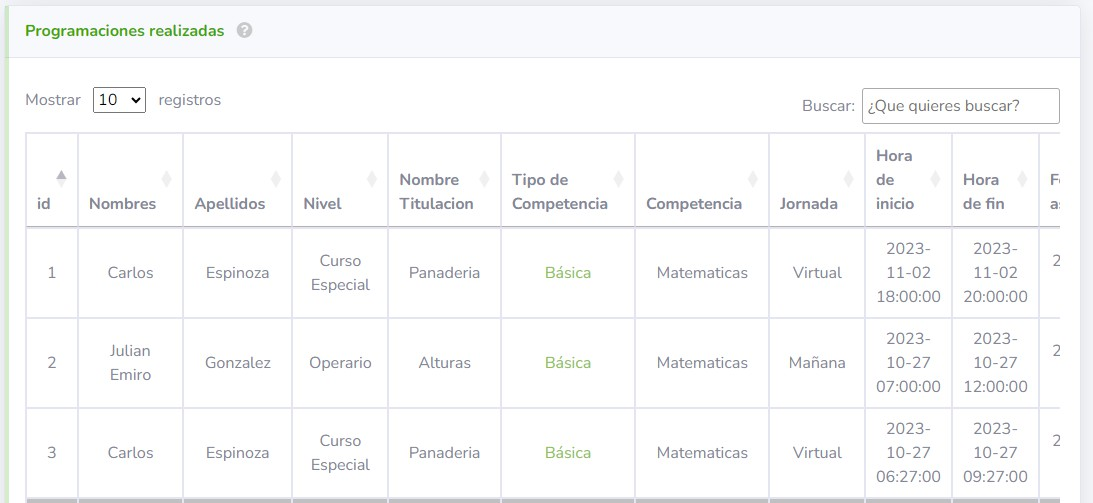 Programaciones realizadas ?
Mostrar 10 registros
Buscar: ¿Que quieres buscar?
id Nombres Apellidos Nivel Nombre Titulacion Tipo de Competencia Competencia Jornada Hora de inicio Hora de fin
1 Carlos Espinoza Curso Especial Panaderia Básica Matematicas Virtual 2023-11-02 18:00:00 2023-11-02 20:00:00 2
2 Julian Emiro Gonzalez Operario Alturas Básica Matematicas Mañana 2023-10-27 07:00:00 2023-10-27 12:00:00 2
3 Carlos Espinoza Curso Especial Panaderia Básica Matematicas Virtual 2023-10-27 06:27:00 2023-10-27 09:27:00 2